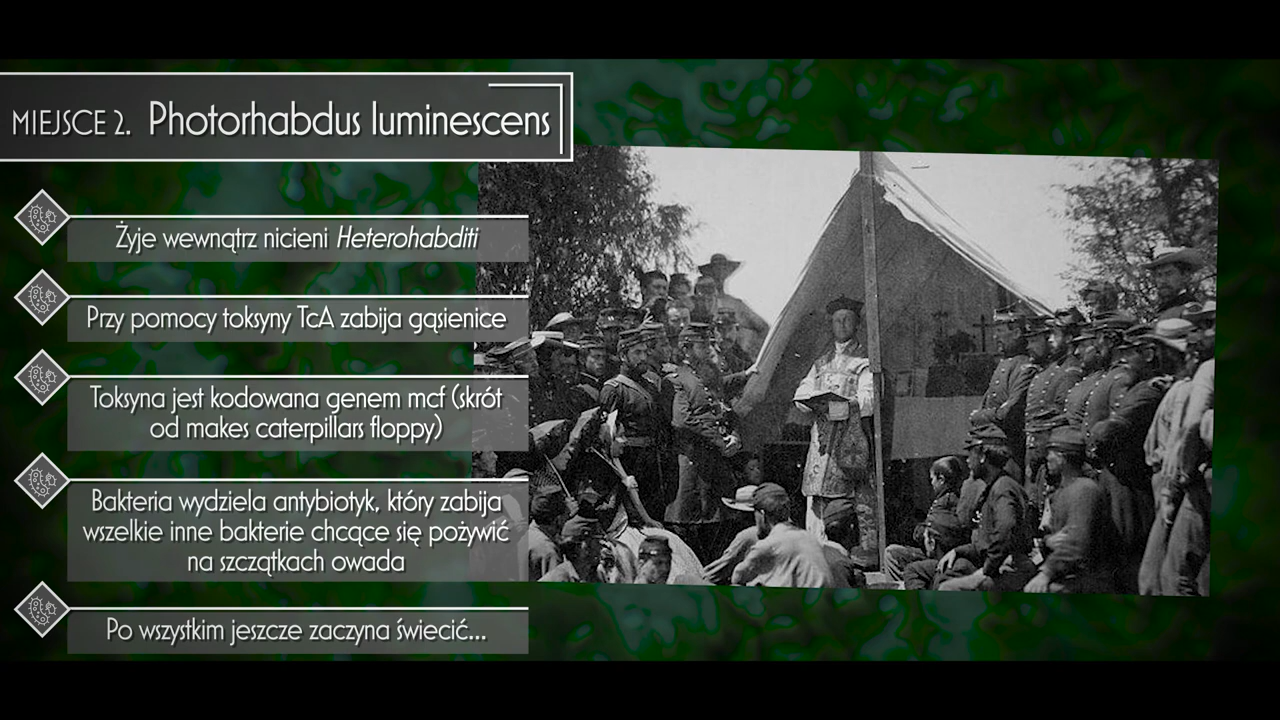 MIEJSCE 2. Photorhabdus luminescens
Żyje wewnątrz nicieni Heterohabditi
Przy pomocy toksyny TcA zabija gąsienice
Toksyna jest kodowana genem mcf (skrót
od makes caterpillars floppy)
Bakteria wydziela antybiotyk, który zabija
wszelkie inne bakterie chcące się pożywić
na szczątkach owada
Po wszystkim jeszcze zaczyna świecić...